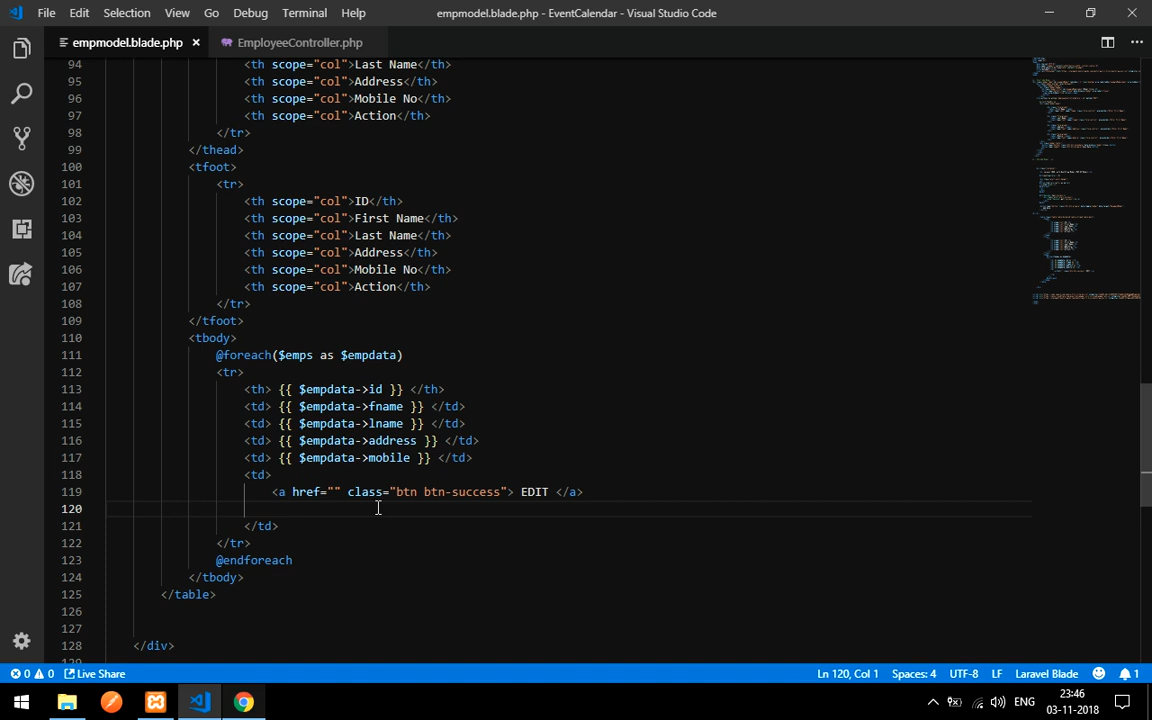 File Edit Selection View Go Debug Terminal Help empmodel.blade.php - EventCalendar - Visual Studio Code
empmodel.blade.php × EmployeeController.php
94 <th scope="col">Last Name</th>
95 <th scope="col">Address</th>
96 <th scope="col">Mobile No</th>
97 <th scope="col">Action</th>
98 </tr>
99 </thead>
100 <tfoot>
101 <tr>
102 <th scope="col">ID</th>
103 <th scope="col">First Name</th>
104 <th scope="col">Last Name</th>
105 <th scope="col">Address</th>
106 <th scope="col">Mobile No</th>
107 <th scope="col">Action</th>
108 </tr>
109 </tfoot>
110 <tbody>
111 @foreach($emps as $empdata)
112 <tr>
113 <th> {{ $empdata->id }} </th>
114 <td> {{ $empdata->fname }} </td>
115 <td> {{ $empdata->lname }} </td>
116 <td> {{ $empdata->address }} </td>
117 <td> {{ $empdata->mobile }} </td>
118 <td>
119 <a href="" class="btn btn-success"> EDIT </a>
120
121 </td>
122 </tr>
123 @endforeach
124 </tbody>
125 </table>
126
127
128 </div>
129
0 0 Live Share Ln 120, Col 1 Spaces: 4 UTF-8 LF Laravel Blade 1
ENG 23:46
03-11-2018